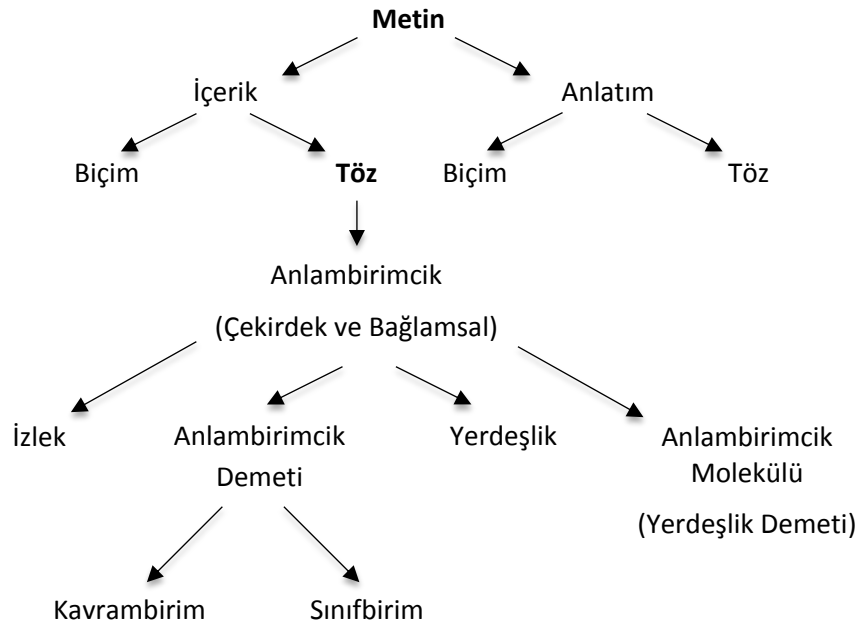 Metin
İçerik
Anlatım
Biçim
Töz
Biçim
Töz
Anlambirimcik
(Çekirdek ve Bağlamsal)
İzlek
Anlambirimcik
Demeti
Yerdeşlik
Anlambirimcik
Molekülü
(Yerdeşlik Demeti)
Kavrambirim
Sınıfbirim